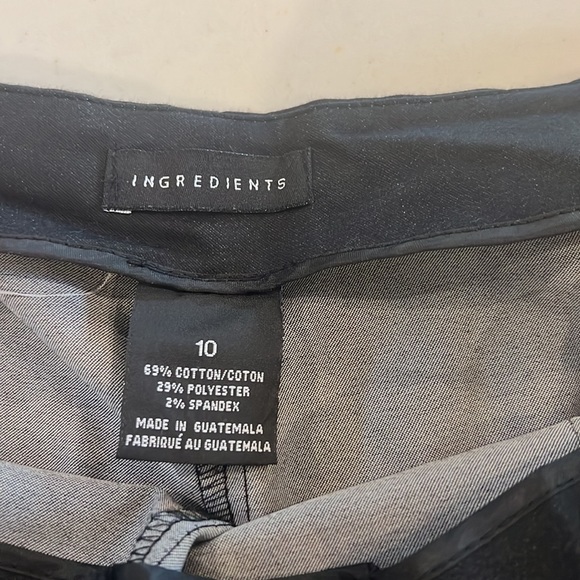 INGREDIENTS
10
69% COTTON/COTON
29% POLYESTER
2% SPANDEX
MADE IN GUATEMALA
FABRIQUÉ AU GUATEMALA